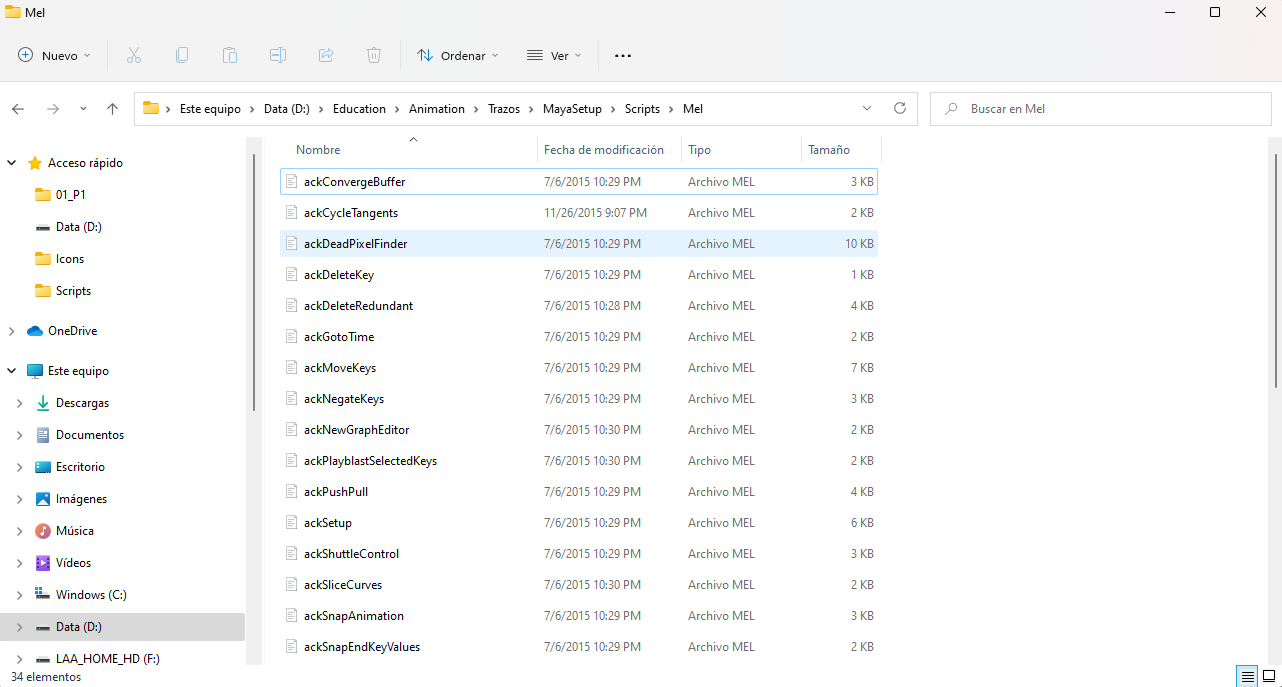 Mel
Nuevo Ordenar Ver
Este equipo Data (D:) Education Animation Trazos MayaSetup Scripts Mel Buscar en Mel
Acceso rápido
01_P1
Data (D:)
Icons
Scripts
OneDrive
Este equipo
Descargas
Documentos
Escritorio
Imágenes
Música
Vídeos
Windows (C:)
Data (D:)
LAA_HOME_HD (F:)
Nombre Fecha de modificación Tipo Tamaño
ackConvergeBuffer 7/6/2015 10:29 PM Archivo MEL 3 KB
ackCycleTangents 11/26/2015 9:07 PM Archivo MEL 2 KB
ackDeadPixelFinder 7/6/2015 10:29 PM Archivo MEL 10 KB
ackDeleteKey 7/6/2015 10:29 PM Archivo MEL 1 KB
ackDeleteRedundant 7/6/2015 10:28 PM Archivo MEL 4 KB
ackGotoTime 7/6/2015 10:29 PM Archivo MEL 2 KB
ackMoveKeys 7/6/2015 10:29 PM Archivo MEL 7 KB
ackNegateKeys 7/6/2015 10:29 PM Archivo MEL 3 KB
ackNewGraphEditor 7/6/2015 10:30 PM Archivo MEL 2 KB
ackPlayblastSelectedKeys 7/6/2015 10:30 PM Archivo MEL 2 KB
ackPushPull 7/6/2015 10:29 PM Archivo MEL 4 KB
ackSetup 7/6/2015 10:29 PM Archivo MEL 6 KB
ackShuttleControl 7/6/2015 10:29 PM Archivo MEL 3 KB
ackSliceCurves 7/6/2015 10:30 PM Archivo MEL 2 KB
ackSnapAnimation 7/6/2015 10:29 PM Archivo MEL 3 KB
ackSnapEndKeyValues 7/6/2015 10:29 PM Archivo MEL 2 KB
34 elementos